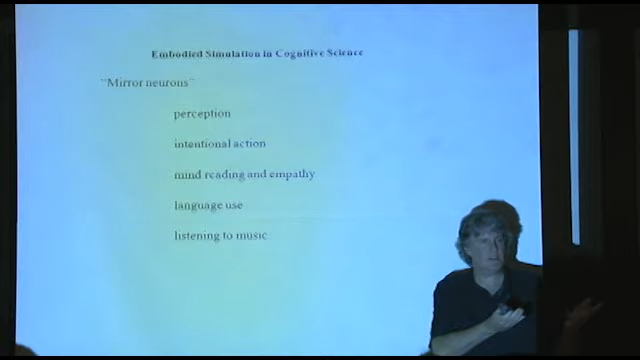 Embodied Simulation in Cognitive Science
"Mirror neurons"
perception
intentional action
mind reading and empathy
language use
listening to music